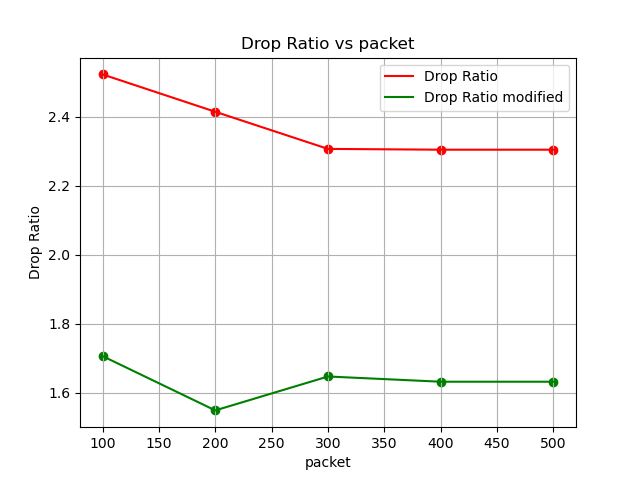 Drop Ratio vs packet
Drop Ratio
Drop Ratio modified
Drop Ratio
2.4
2.2
2.0
1.8
1.6
100 150 200 250 300 350 400 450 500
packet